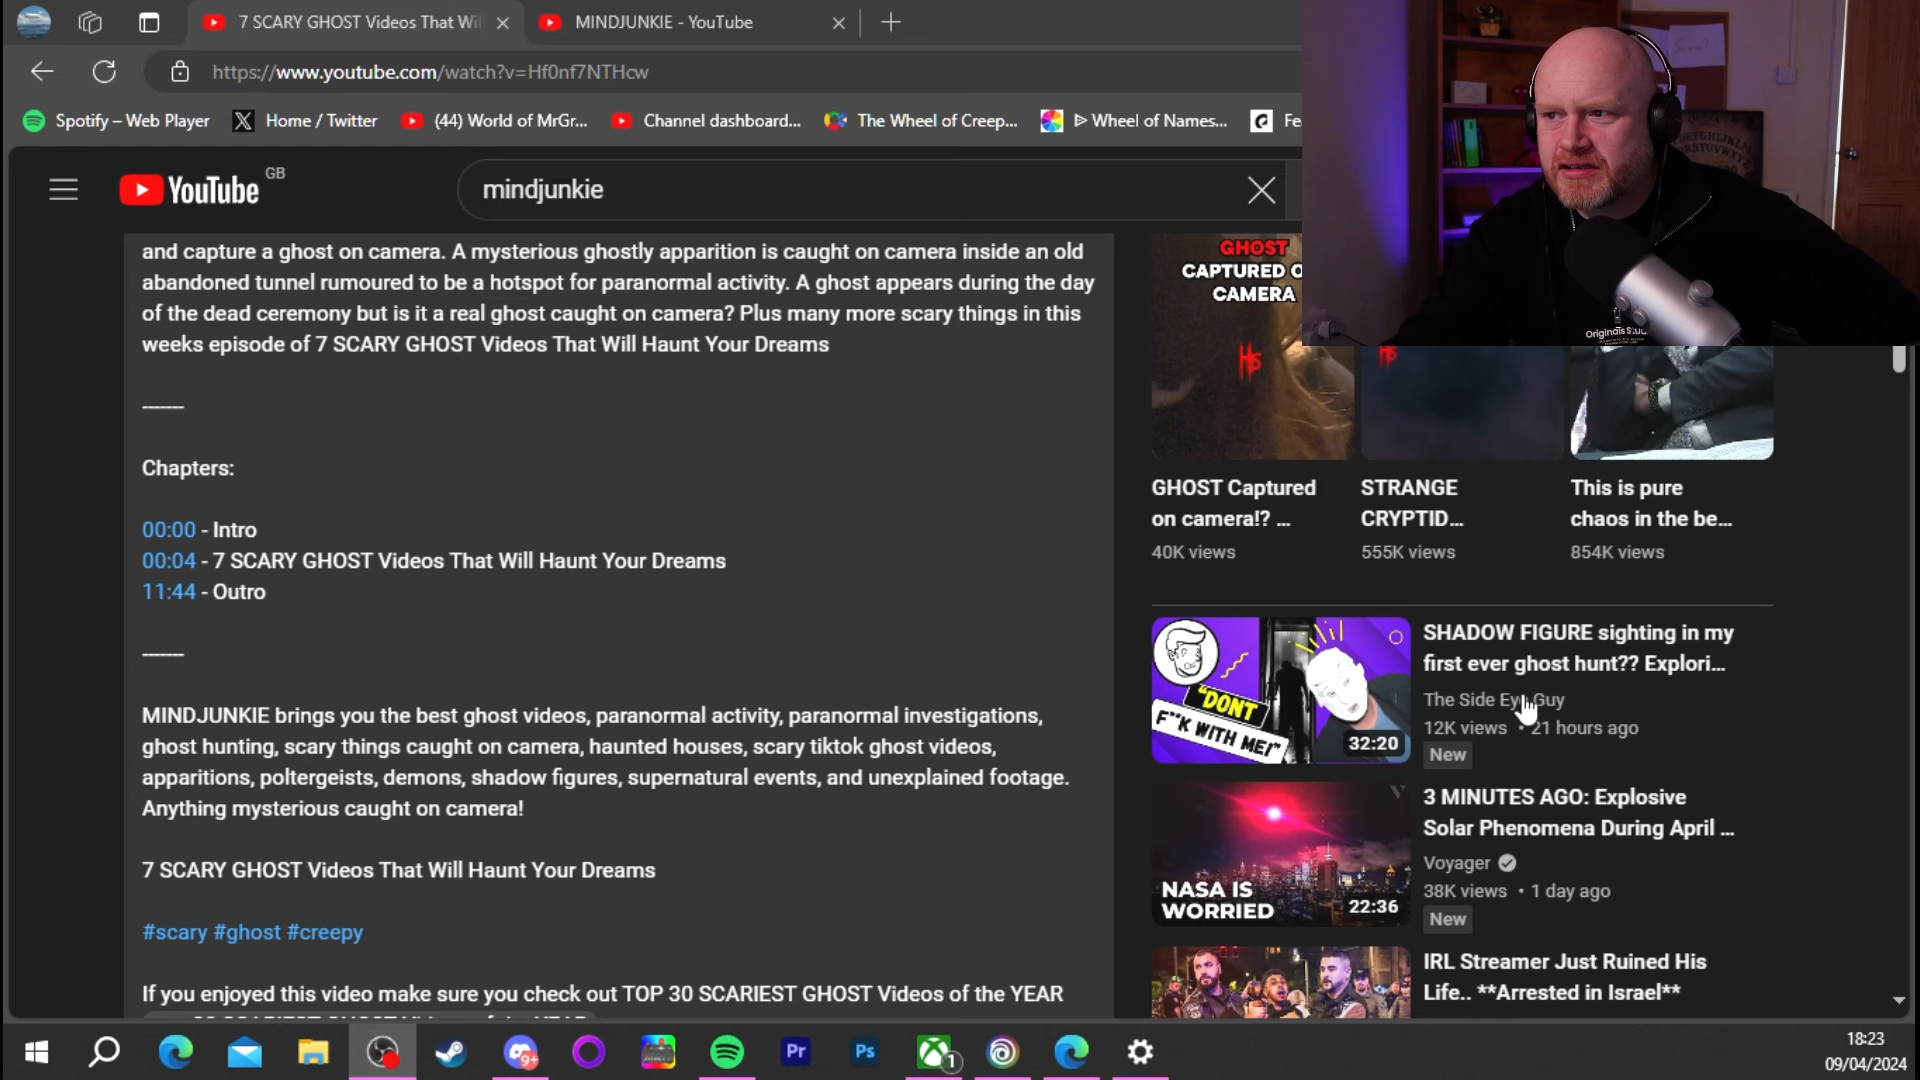 7 SCARY GHOST Videos That Wil
MINDJUNKIE - YouTube
https://www.youtube.com/watch?v=Hf0nf7NTHcw
Spotify – Web Player
Home / Twitter
(44) World of MrGr...
Channel dashboard...
The Wheel of Creep...
Wheel of Names...
Fe
YouTube
GB
mindjunkie
and capture a ghost on camera. A mysterious ghostly apparition is caught on camera inside an old
abandoned tunnel rumoured to be a hotspot for paranormal activity. A ghost appears during the day
of the dead ceremony but is it a real ghost caught on camera? Plus many more scary things in this
weeks episode of 7 SCARY GHOST Videos That Will Haunt Your Dreams
-------
Chapters:
00:00 - Intro
00:04 - 7 SCARY GHOST Videos That Will Haunt Your Dreams
11:44 - Outro
-------
MINDJUNKIE brings you the best ghost videos, paranormal activity, paranormal investigations,
ghost hunting, scary things caught on camera, haunted houses, scary tiktok ghost videos,
apparitions, poltergeists, demons, shadow figures, supernatural events, and unexplained footage.
Anything mysterious caught on camera!
7 SCARY GHOST Videos That Will Haunt Your Dreams
#scary #ghost #creepy
If you enjoyed this video make sure you check out TOP 30 SCARIEST GHOST Videos of the YEAR
GHOST
CAPTURED O
CAMERA
Originals
GHOST Captured
on camera!? ...
40K views
STRANGE
CRYPTID...
555K views
This is pure
chaos in the be...
854K views
"DONT
F**K WITH ME!"
32:20
SHADOW FIGURE sighting in my
first ever ghost hunt?? Explori...
The Side Ey Guy
12K views • 21 hours ago
New
NASA IS
WORRIED
22:36
3 MINUTES AGO: Explosive
Solar Phenomena During April ...
Voyager
38K views • 1 day ago
New
IRL Streamer Just Ruined His
Life.. **Arrested in Israel**
9+
Pr
Ps
1
18:23
09/04/2024